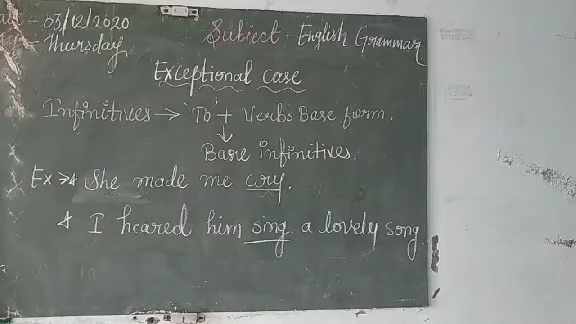 03/12/2020
Thursday
Subject - English Grammar
Exceptional case
Infinitives → 'To' + Verbs Base form.
↓
Bare infinitives.
Ex → She made me cry.
I heared him sing a lovely song.